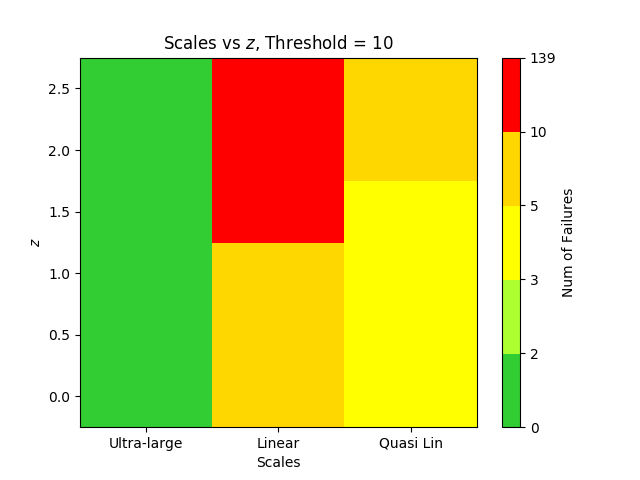 Scales vs z, Threshold = 10
2.5
2.0
1.5
1.0
0.5
0.0
z
Ultra-large
Linear
Quasi Lin
Scales
139
10
5
3
2
0
Num of Failures